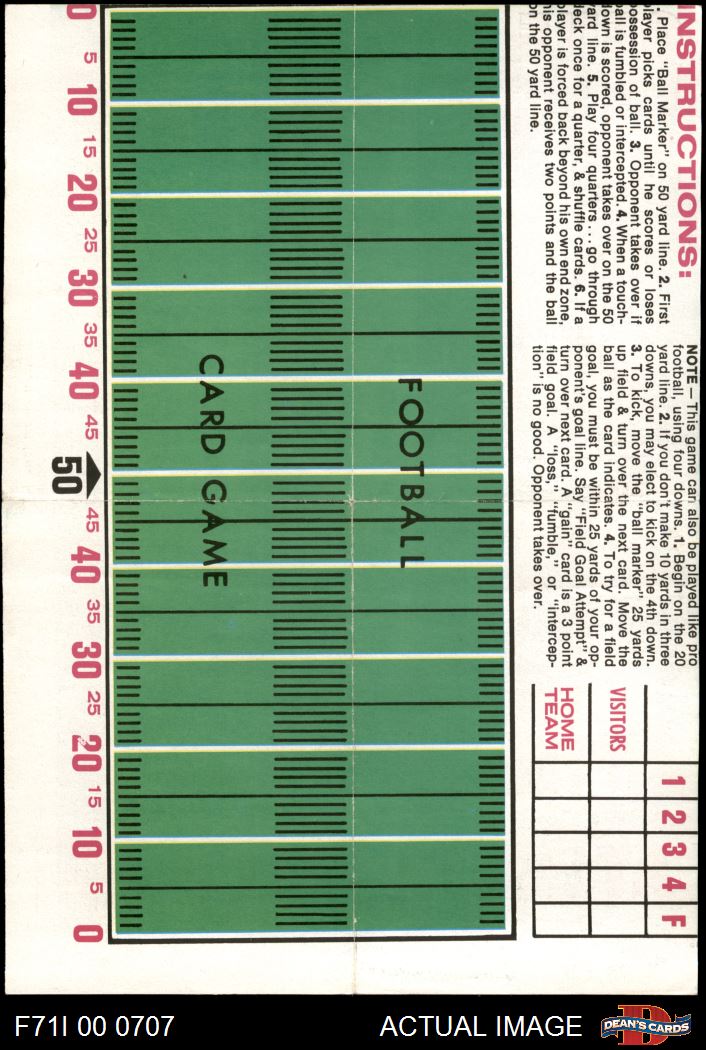 INSTRUCTIONS:
. Place "Ball Marker" on 50 yard line. 2. First
player picks cards until he scores or loses
possession of ball. 3. Opponent takes over if
ball is fumbled or intercepted. 4. When a touch-
down is scored, opponent takes over on the 50
yard line. 5. Play four quarters . . . go through
deck once for a quarter, & shuffle cards. 6. If a
player is forced back beyond his own end zone,
his opponent receives two points and the ball
on the 50 yard line.
NOTE — This game can also be played like pro
football, using four downs. 1. Begin on the 20
yard line. 2. If you don't make 10 yards in three
downs, you may elect to kick on the 4th down.
3. To kick, move the "ball marker" 25 yards
up field & turn over the next card. Move the
ball as the card indicates. 4. To try for a field
goal, you must be within 25 yards of your op-
ponent's goal line. Say "Field Goal Attempt" &
turn over next card. A "gain" card is a 3 point
field goal. A "loss," "fumble," or "intercep-
tion" is no good. Opponent takes over.
1 2 3 4 F
VISITORS
HOME
TEAM
FOOTBALL
CARD GAME
0 5 10 15 20 25 30 35 40 45 50 45 40 35 30 25 20 15 10 5 0
F71I 00 0707
ACTUAL IMAGE
D
DEAN'S CARDS